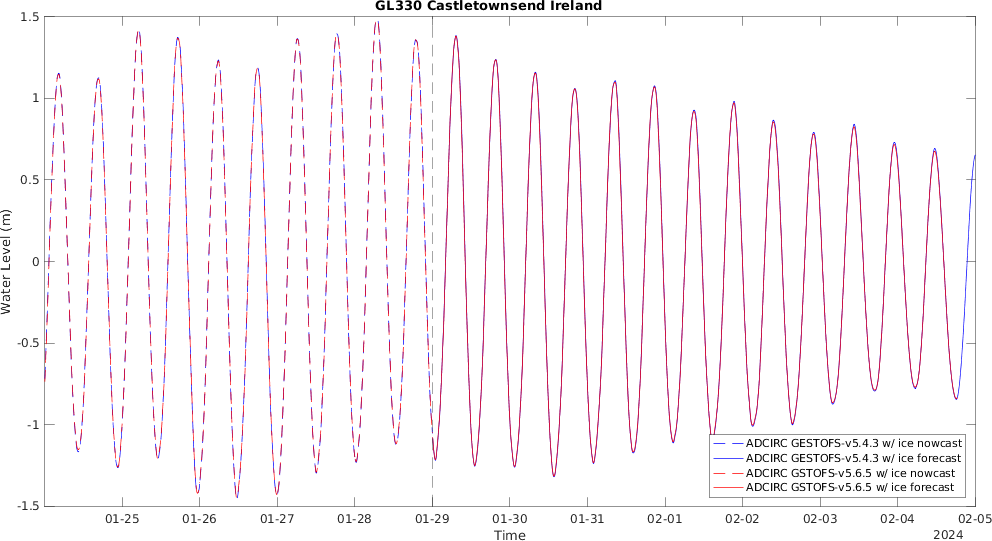 GL330 Castletownsend Ireland
1.5
1
0.5
0
-0.5
-1
-1.5
Water Level (m)
ADCIRC GESTOFS-v5.4.3 w/ ice nowcast
ADCIRC GESTOFS-v5.4.3 w/ ice forecast
ADCIRC GSTOFS-v5.6.5 w/ ice nowcast
ADCIRC GSTOFS-v5.6.5 w/ ice forecast
01-25 01-26 01-27 01-28 01-29 01-30 01-31 02-01 02-02 02-03 02-04 02-05
Time
2024